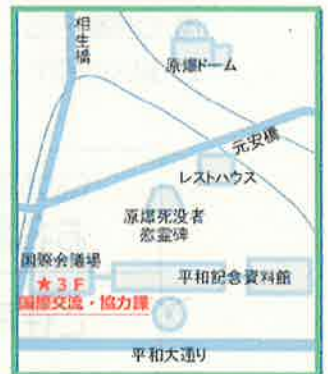 相生橋
原爆ドーム
元安橋
レストハウス
原爆死没者
慰霊碑
国際会議場
★3F
国際交流・協力課
平和記念資料館
平和大通り